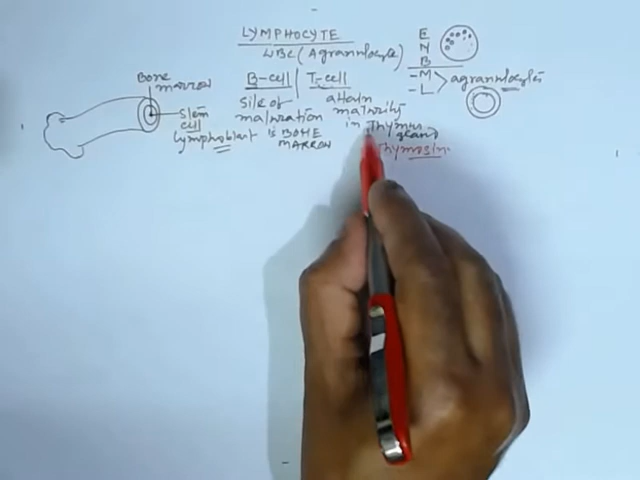 LYMPHOCYTE
WBC (Agranulocyte)
E
N
B
-M
-L
agranulocytes
B-cell
site of
maturation
is BONE
MARROW
T-cell
attain
maturity
in Thymus
gland
Thymosin
Bone
marrow
stem
cell
lymphoblast